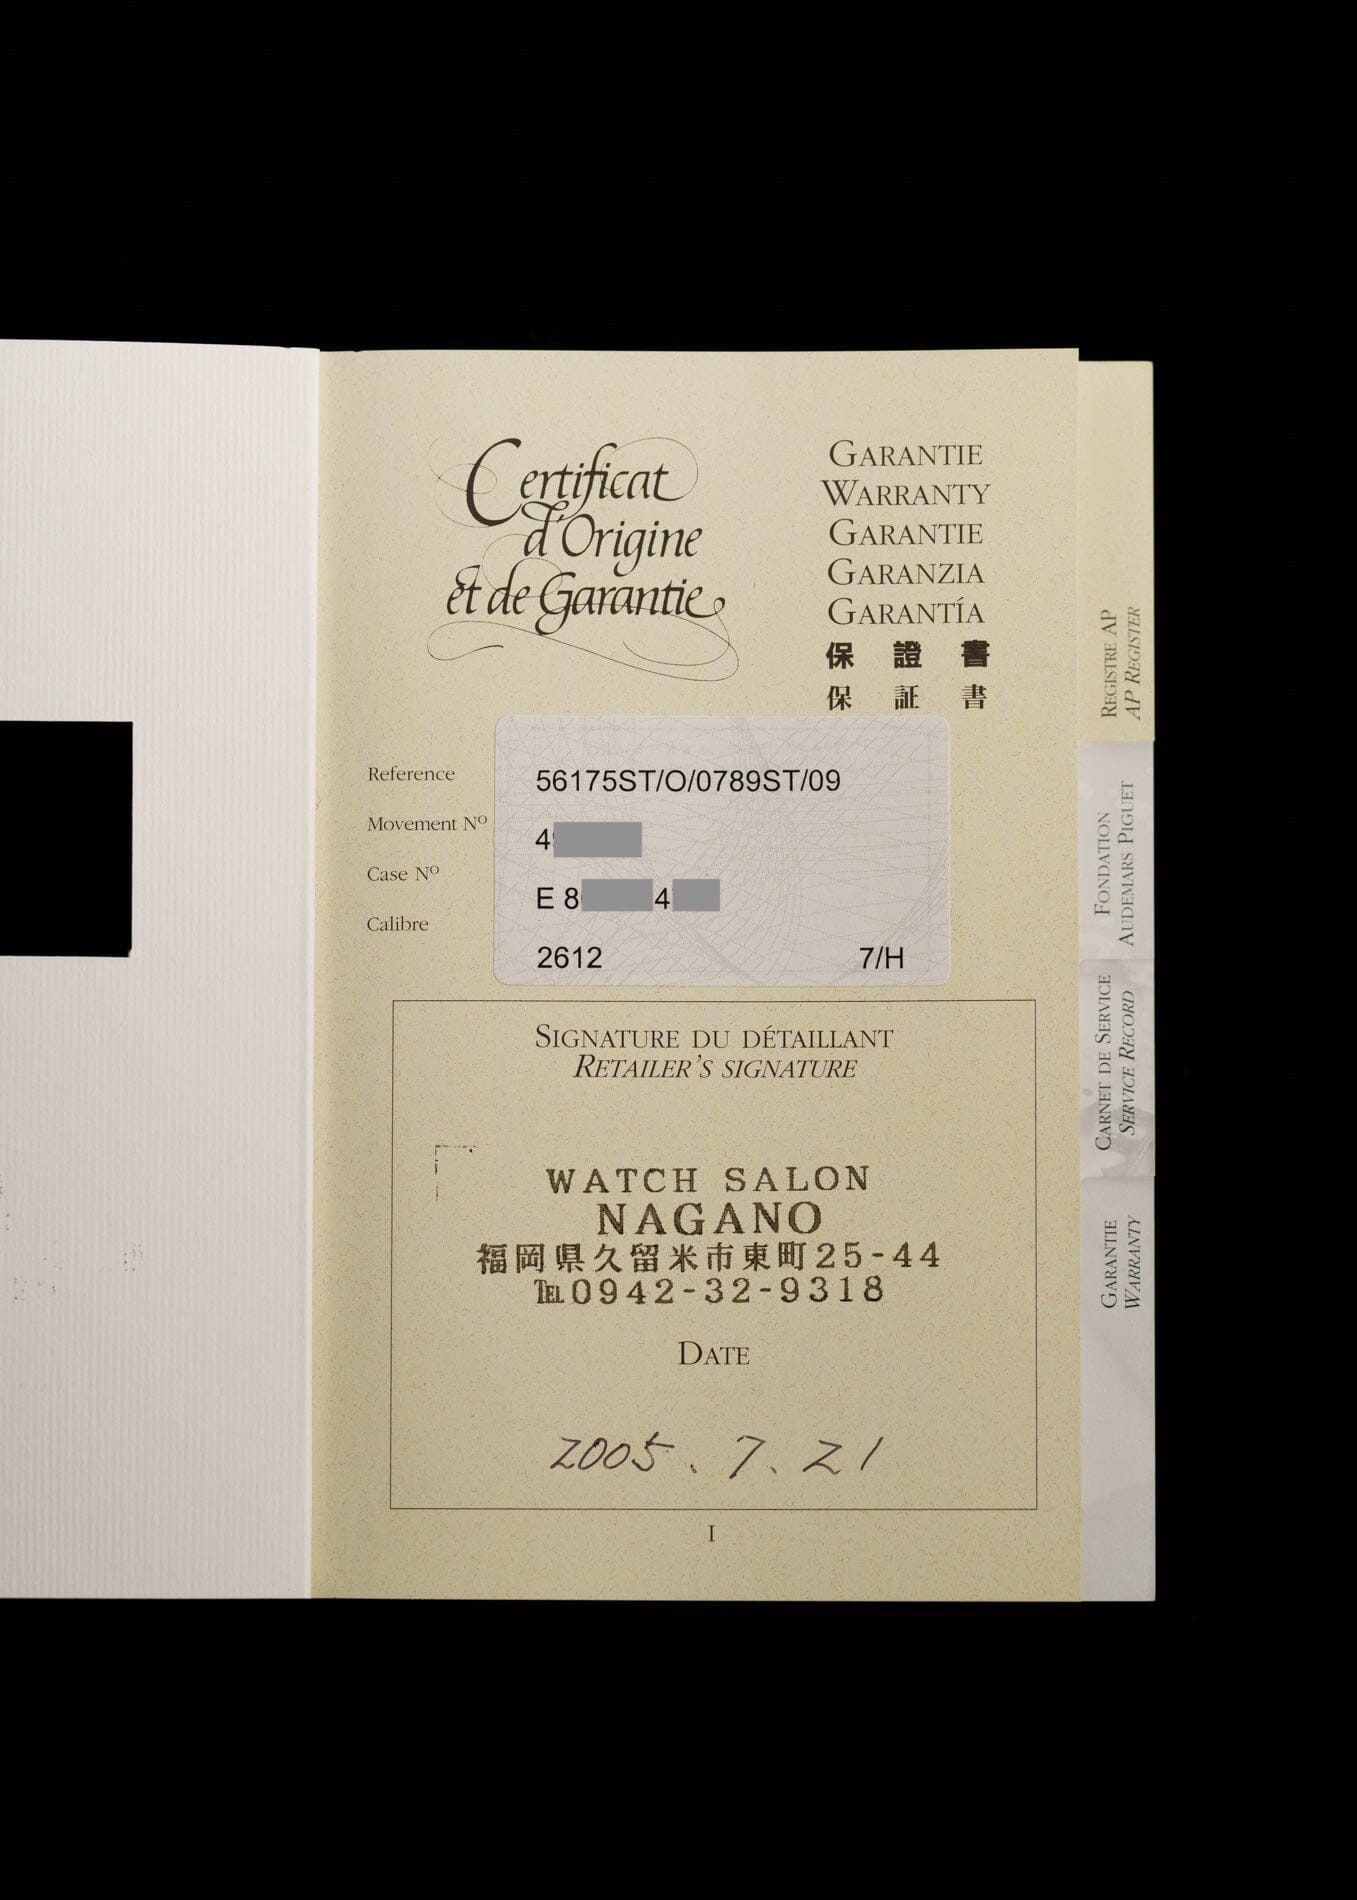 Certificat
d'Origine
et de Garantie
GARANTIE
WARRANTY
GARANTIE
GARANZIA
GARANTÍA
保 證 書
保 証 書
Reference 56175ST/O/0789ST/09
Movement Nº 4
Case Nº E 8 4
Calibre 2612 7/H
SIGNATURE DU DÉTAILLANT
RETAILER'S SIGNATURE
WATCH SALON
NAGANO
福岡県久留米市東町25-44
TEL0942-32-9318
DATE
2005.7.21
I
REGISTRE AP
AP REGISTER
FONDATION
AUDEMARS PIGUET
CARNET DE SERVICE
SERVICE RECORD
GARANTIE
WARRANTY